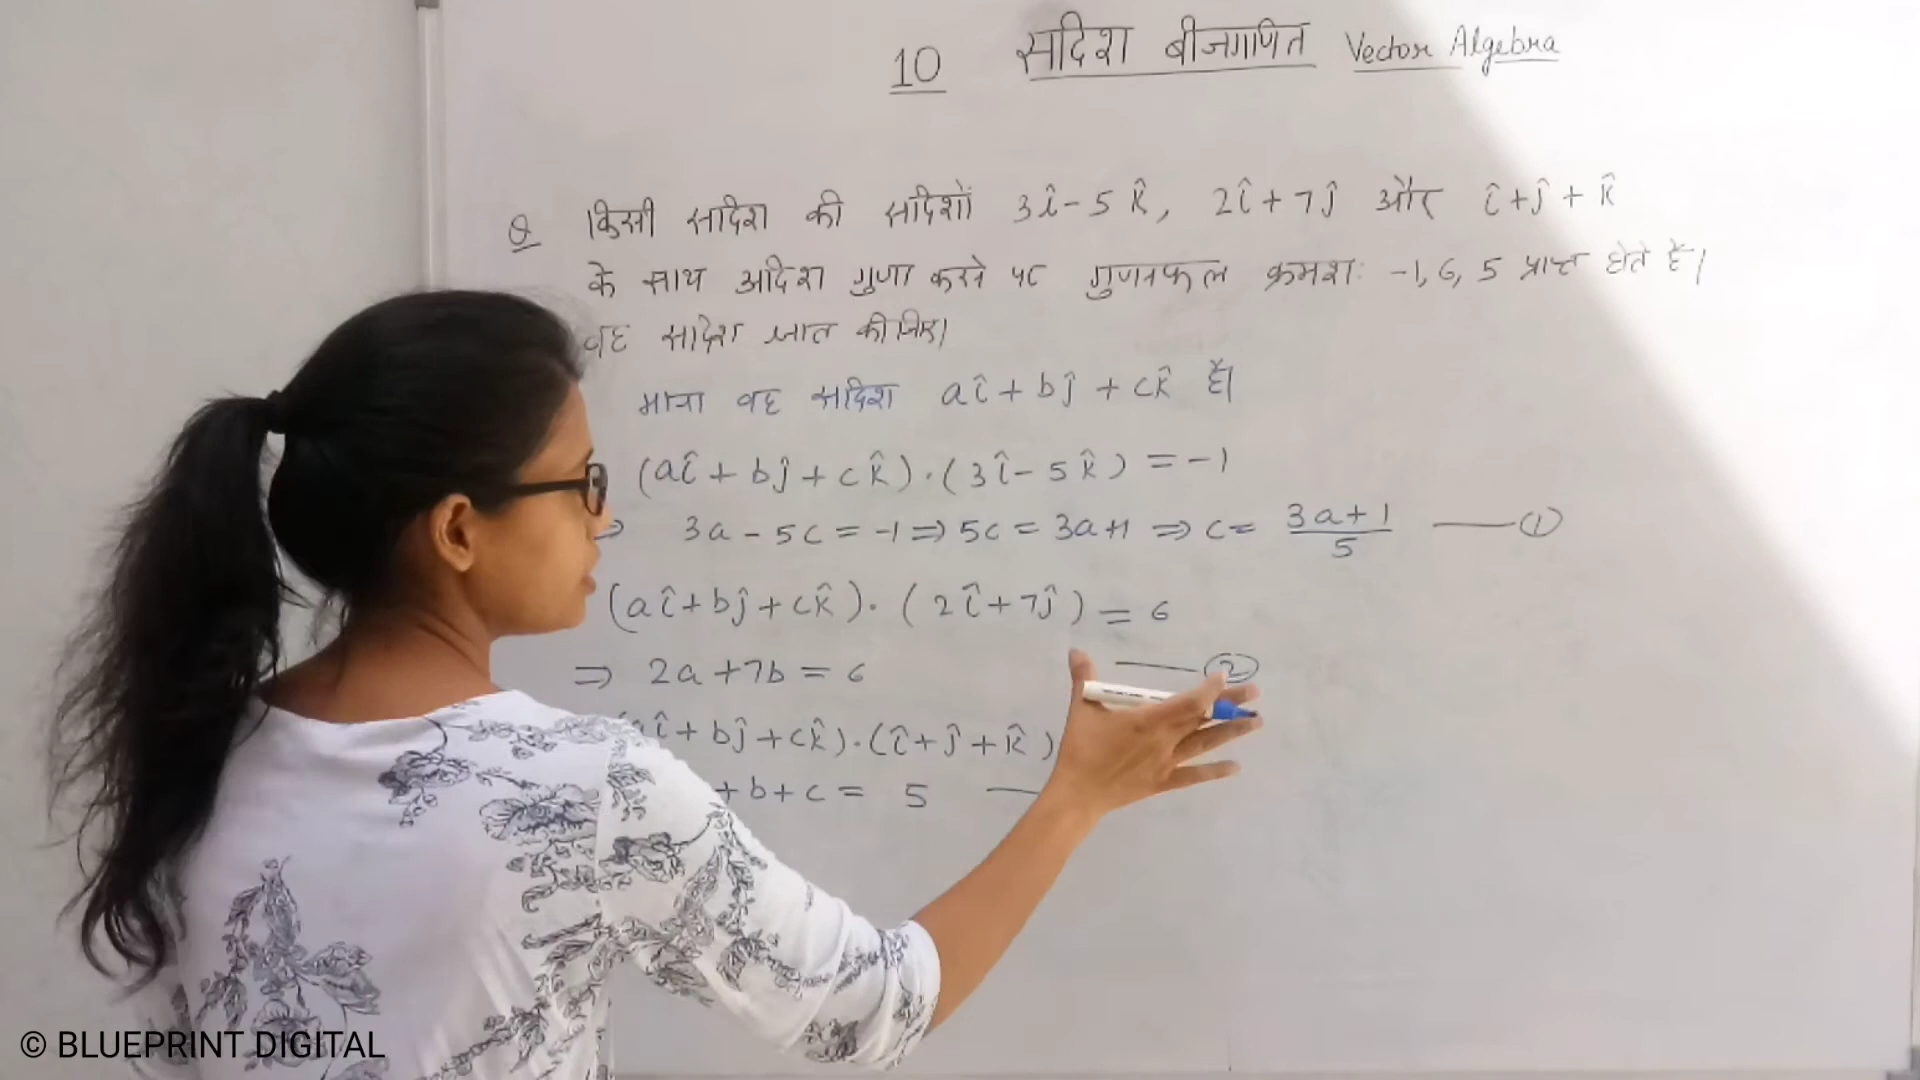 10 सदिश बीजगणित Vector Algebra
Q किसी सदिश की सदिशों 3î-5k̂, 2î+7ĵ और î+ĵ+k̂
के साथ अदिश गुणा करने पर गुणनफल क्रमशः -1, 6, 5 प्राप्त होते हैं।
वह सदिश ज्ञात कीजिए।
माना वह सदिश aî+bĵ+ck̂ है।
(aî+bĵ+ck̂).(3î-5k̂) = -1
⇒ 3a-5c = -1 ⇒ 5c = 3a+1 ⇒ c = (3a+1)/5 —— ①
(aî+bĵ+ck̂).(2î+7ĵ) = 6
⇒ 2a+7b = 6 —— ②
aî+bĵ+ck̂).(î+ĵ+k̂)
+b+c = 5 ——
© BLUEPRINT DIGITAL